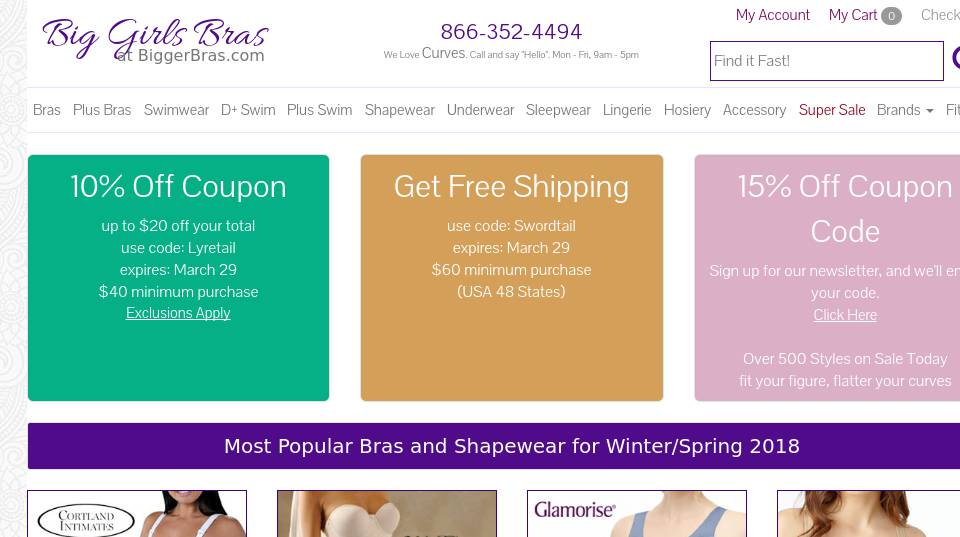 Big Girls Bras
at BiggerBras.com
866-352-4494
We Love Curves. Call and say "Hello". Mon - Fri, 9am - 5pm
My Account My Cart 0 Check
Find it Fast!
Bras Plus Bras Swimwear D+ Swim Plus Swim Shapewear Underwear Sleepwear Lingerie Hosiery Accessory Super Sale Brands Fit
10% Off Coupon
up to $20 off your total
use code: Lyretail
expires: March 29
$40 minimum purchase
Exclusions Apply
Get Free Shipping
use code: Swordtail
expires: March 29
$60 minimum purchase
(USA 48 States)
15% Off Coupon
Code
Sign up for our newsletter, and we'll em
your code.
Click Here
Over 500 Styles on Sale Today
fit your figure, flatter your curves
Most Popular Bras and Shapewear for Winter/Spring 2018
CORTLAND
INTIMATES
Glamorise®